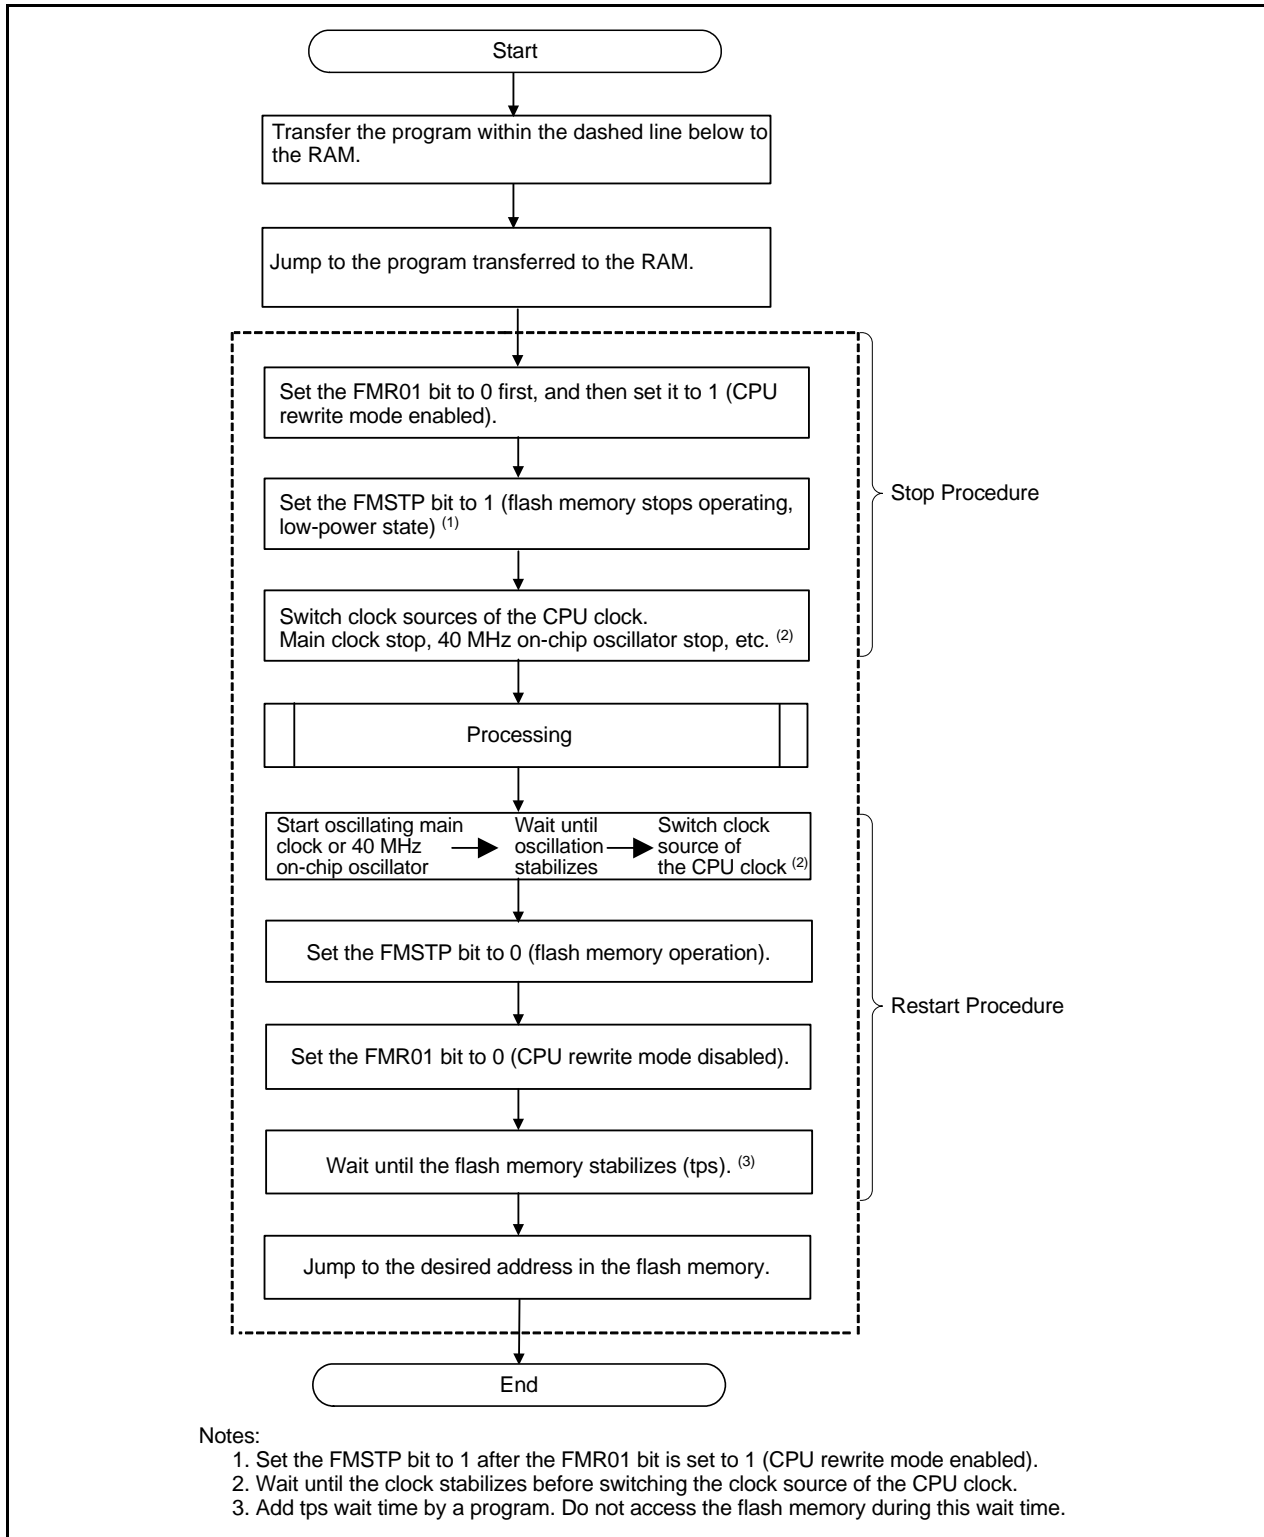 Start
Transfer the program within the dashed line below to
the RAM.
Jump to the program transferred to the RAM.
Set the FMR01 bit to 0 first, and then set it to 1 (CPU
rewrite mode enabled).
Set the FMSTP bit to 1 (flash memory stops operating,
low-power state) (1)
Stop Procedure
Switch clock sources of the CPU clock.
Main clock stop, 40 MHz on-chip oscillator stop, etc. (2)
Processing
Start oscillating main
clock or 40 MHz
on-chip oscillator
Wait until
oscillation
stabilizes
Switch clock
source of
the CPU clock (2)
Set the FMSTP bit to 0 (flash memory operation).
Restart Procedure
Set the FMR01 bit to 0 (CPU rewrite mode disabled).
Wait until the flash memory stabilizes (tps). (3)
Jump to the desired address in the flash memory.
End
Notes:
1. Set the FMSTP bit to 1 after the FMR01 bit is set to 1 (CPU rewrite mode enabled).
2. Wait until the clock stabilizes before switching the clock source of the CPU clock.
3. Add tps wait time by a program. Do not access the flash memory during this wait time.